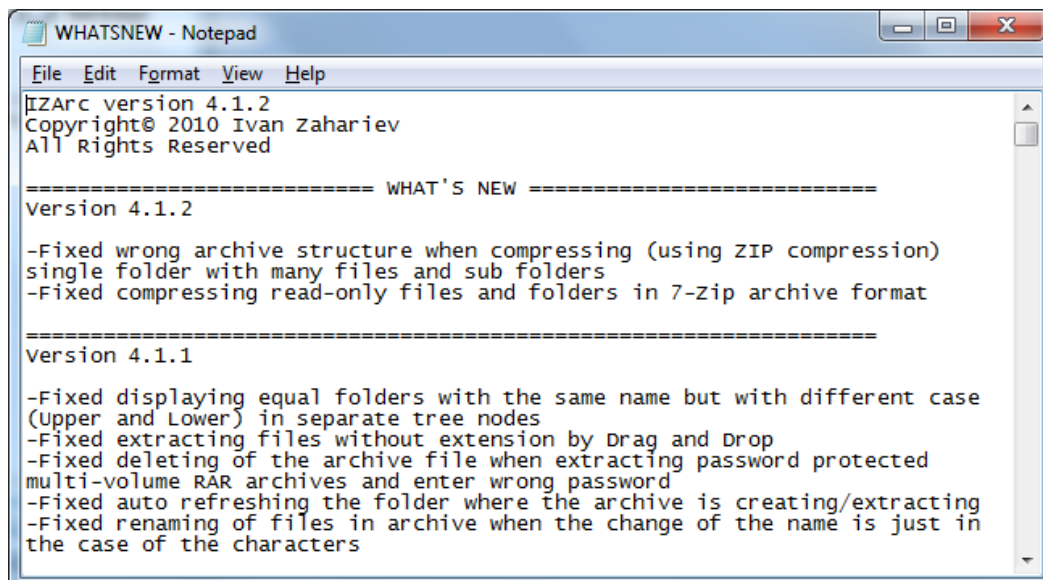 WHATSNEW - Notepad
File Edit Format View Help
IZArc version 4.1.2
Copyright© 2010 Ivan Zahariev
All Rights Reserved
=========================== WHAT'S NEW ===========================
Version 4.1.2
-Fixed wrong archive structure when compressing (using ZIP compression)
single folder with many files and sub folders
-Fixed compressing read-only files and folders in 7-Zip archive format
==================================================================
Version 4.1.1
-Fixed displaying equal folders with the same name but with different case
(Upper and Lower) in separate tree nodes
-Fixed extracting files without extension by Drag and Drop
-Fixed deleting of the archive file when extracting password protected
multi-volume RAR archives and enter wrong password
-Fixed auto refreshing the folder where the archive is creating/extracting
-Fixed renaming of files in archive when the change of the name is just in
the case of the characters